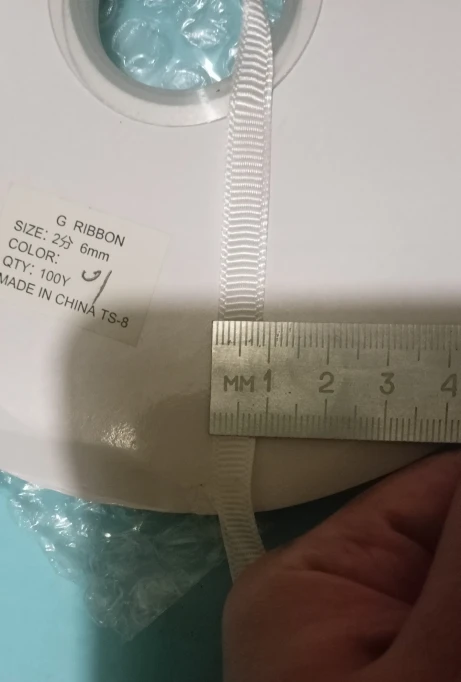 G RIBBON
SIZE: 2分 6mm
COLOR:
QTY: 100Y
MADE IN CHINA TS-8
MM 1 2 3 4